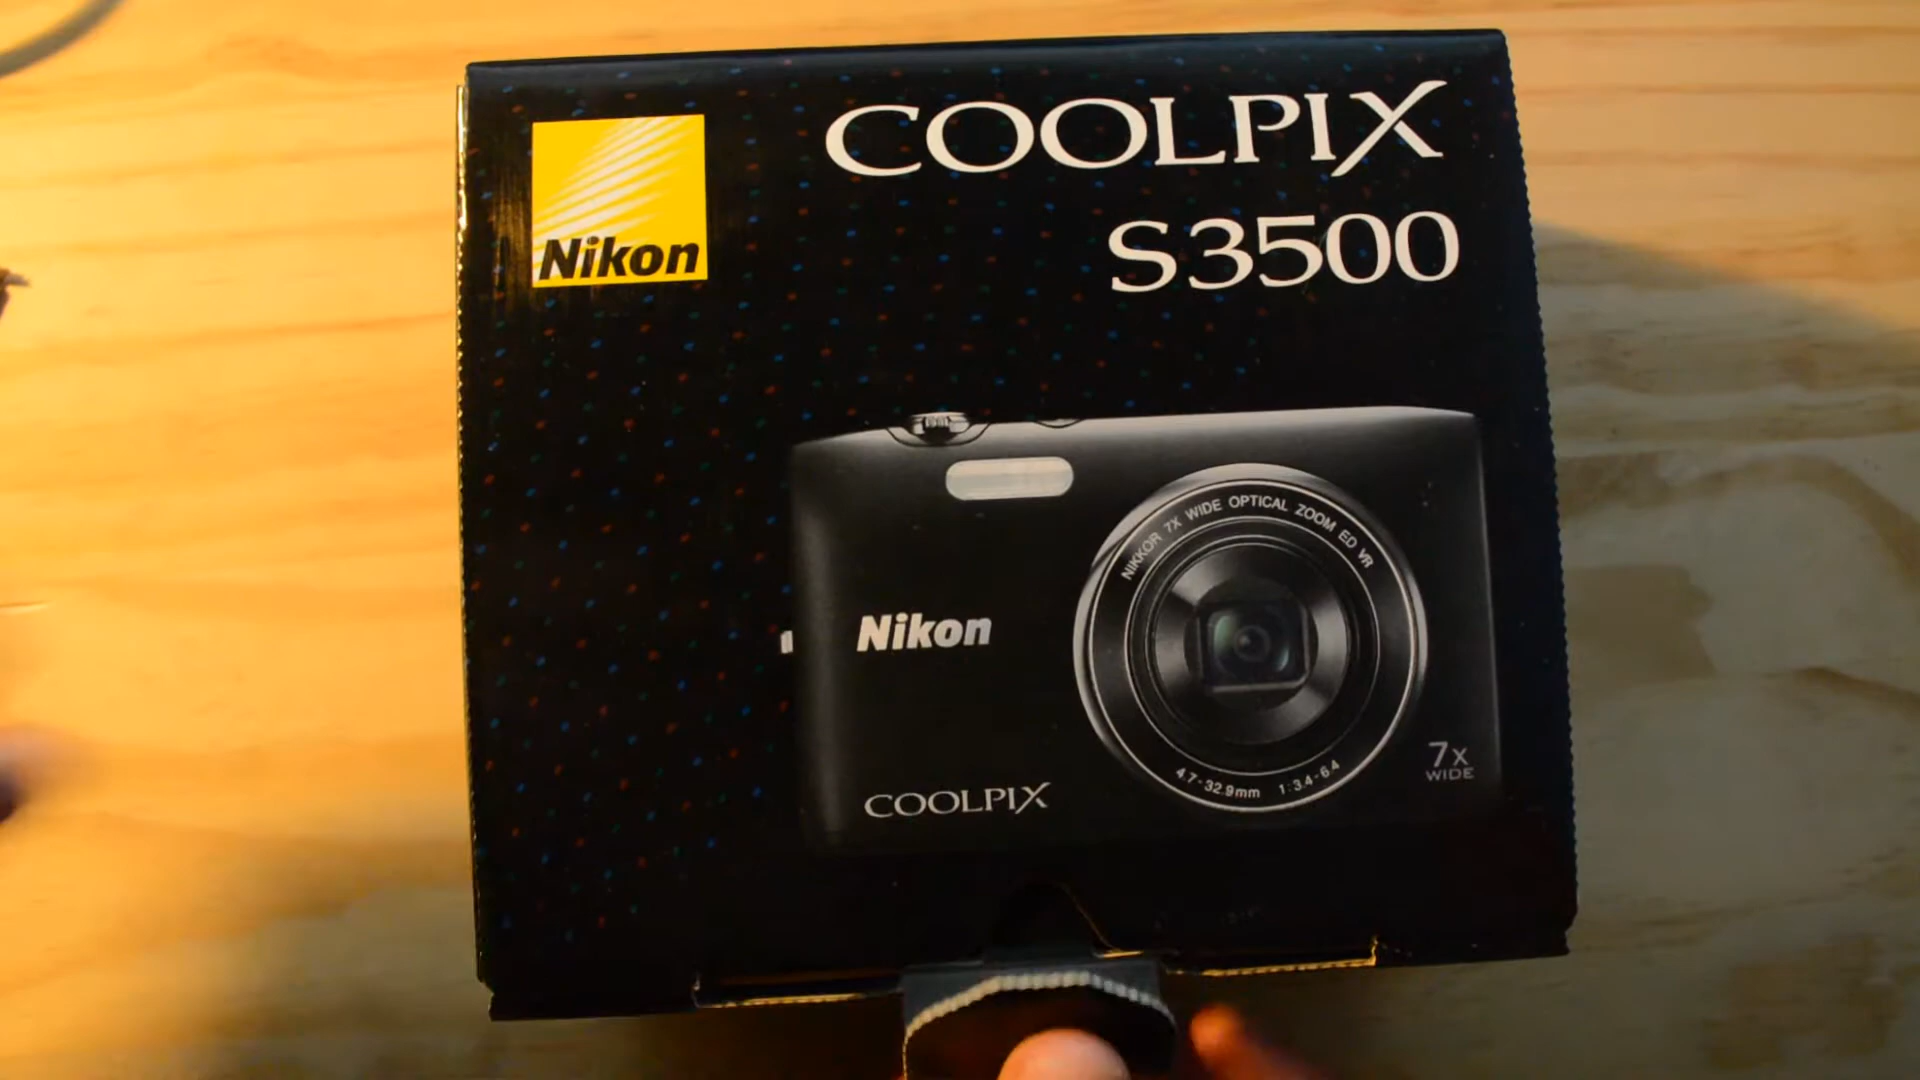 COOLPIX
S3500
Nikon
NIKKOR 7X WIDE OPTICAL ZOOM ED VR
Nikon
7X
WIDE
4.7-32.9mm 1:3.4-6.4
COOLPIX